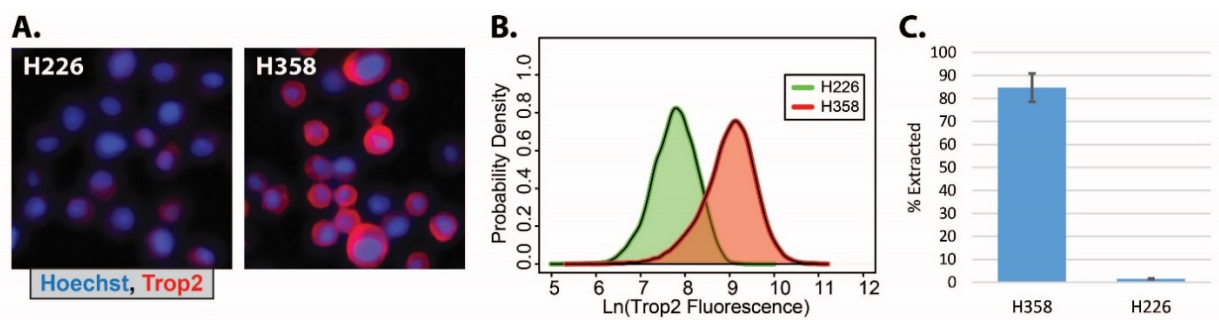 A.
H226
H358
Hoechst, Trop2
B.
Probability Density
1.0
0.8
0.6
0.4
0.2
0.0
H226
H358
5 6 7 8 9 10 11 12
Ln(Trop2 Fluorescence)
C.
% Extracted
100
90
80
70
60
50
40
30
20
10
0
H358 H226